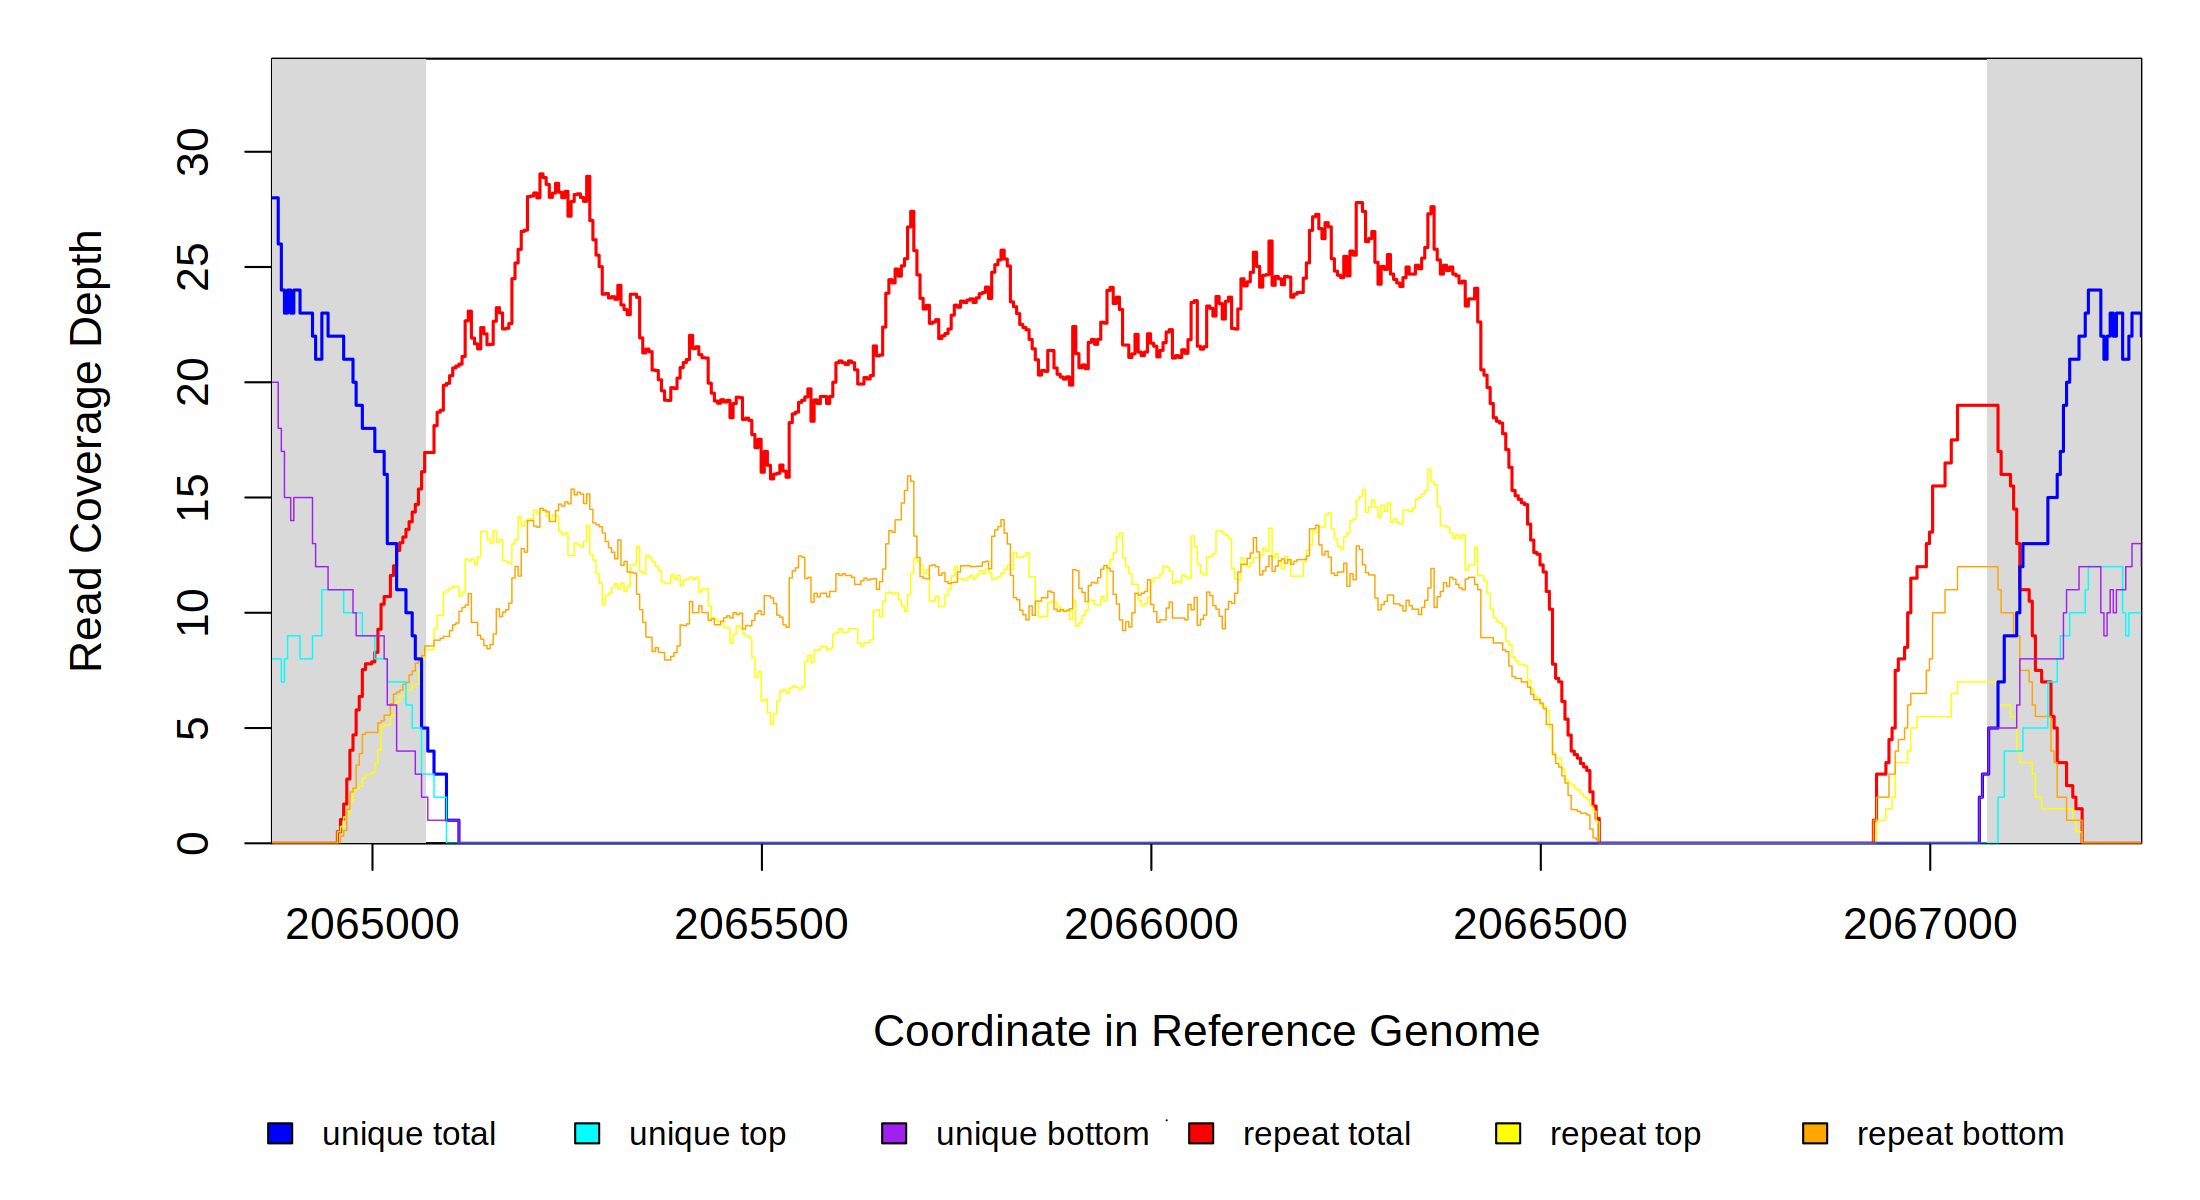 30
25
20
15
10
5
0
Read Coverage Depth
2065000 2065500 2066000 2066500 2067000
Coordinate in Reference Genome
unique total unique top unique bottom repeat total repeat top repeat bottom